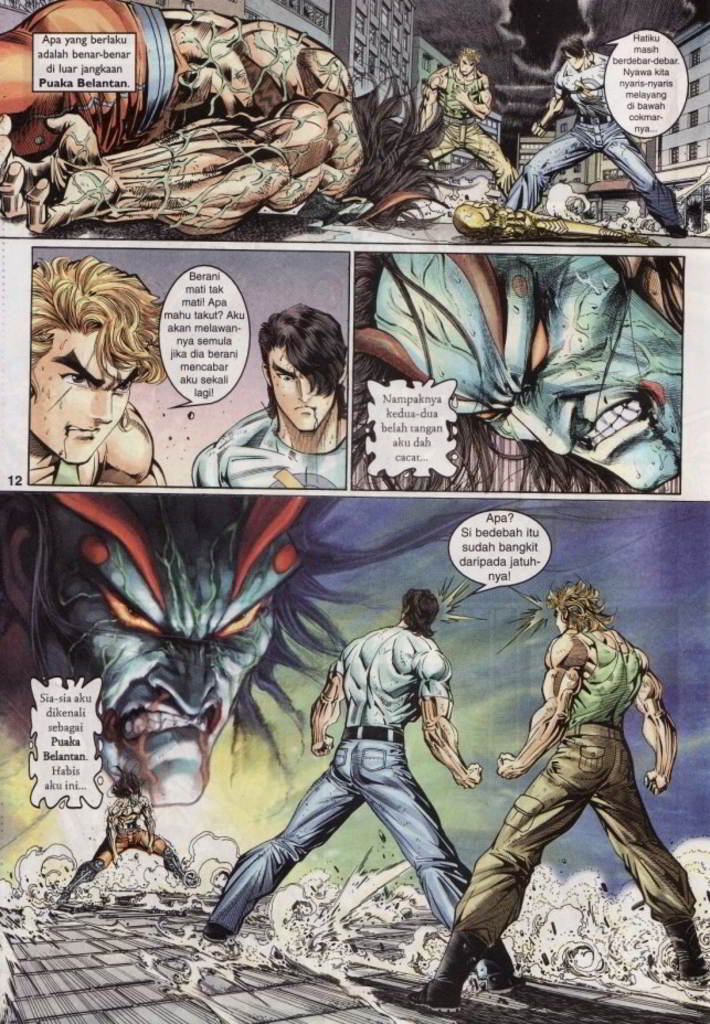 Apa yang berlaku
adalah benar-benar
di luar jangkaan
Puaka Belantan.
Hatiku
masih
berdebar-debar.
Nyawa kita
nyaris-nyaris
melayang
di bawah
cokmar-
nya...
Berani
mati tak
mati! Apa
mahu takut? Aku
akan melawan-
nya semula
jika dia berani
mencabar
aku sekali
lagi!
Nampaknya
kedua-dua
belah tangan
aku dah
cacat...
12
Apa?
Si bedebah itu
sudah bangkit
daripada jatuh-
nya!
Sia-sia aku
dikenali
sebagai
Puaka
Belantan.
Habis
aku ini...